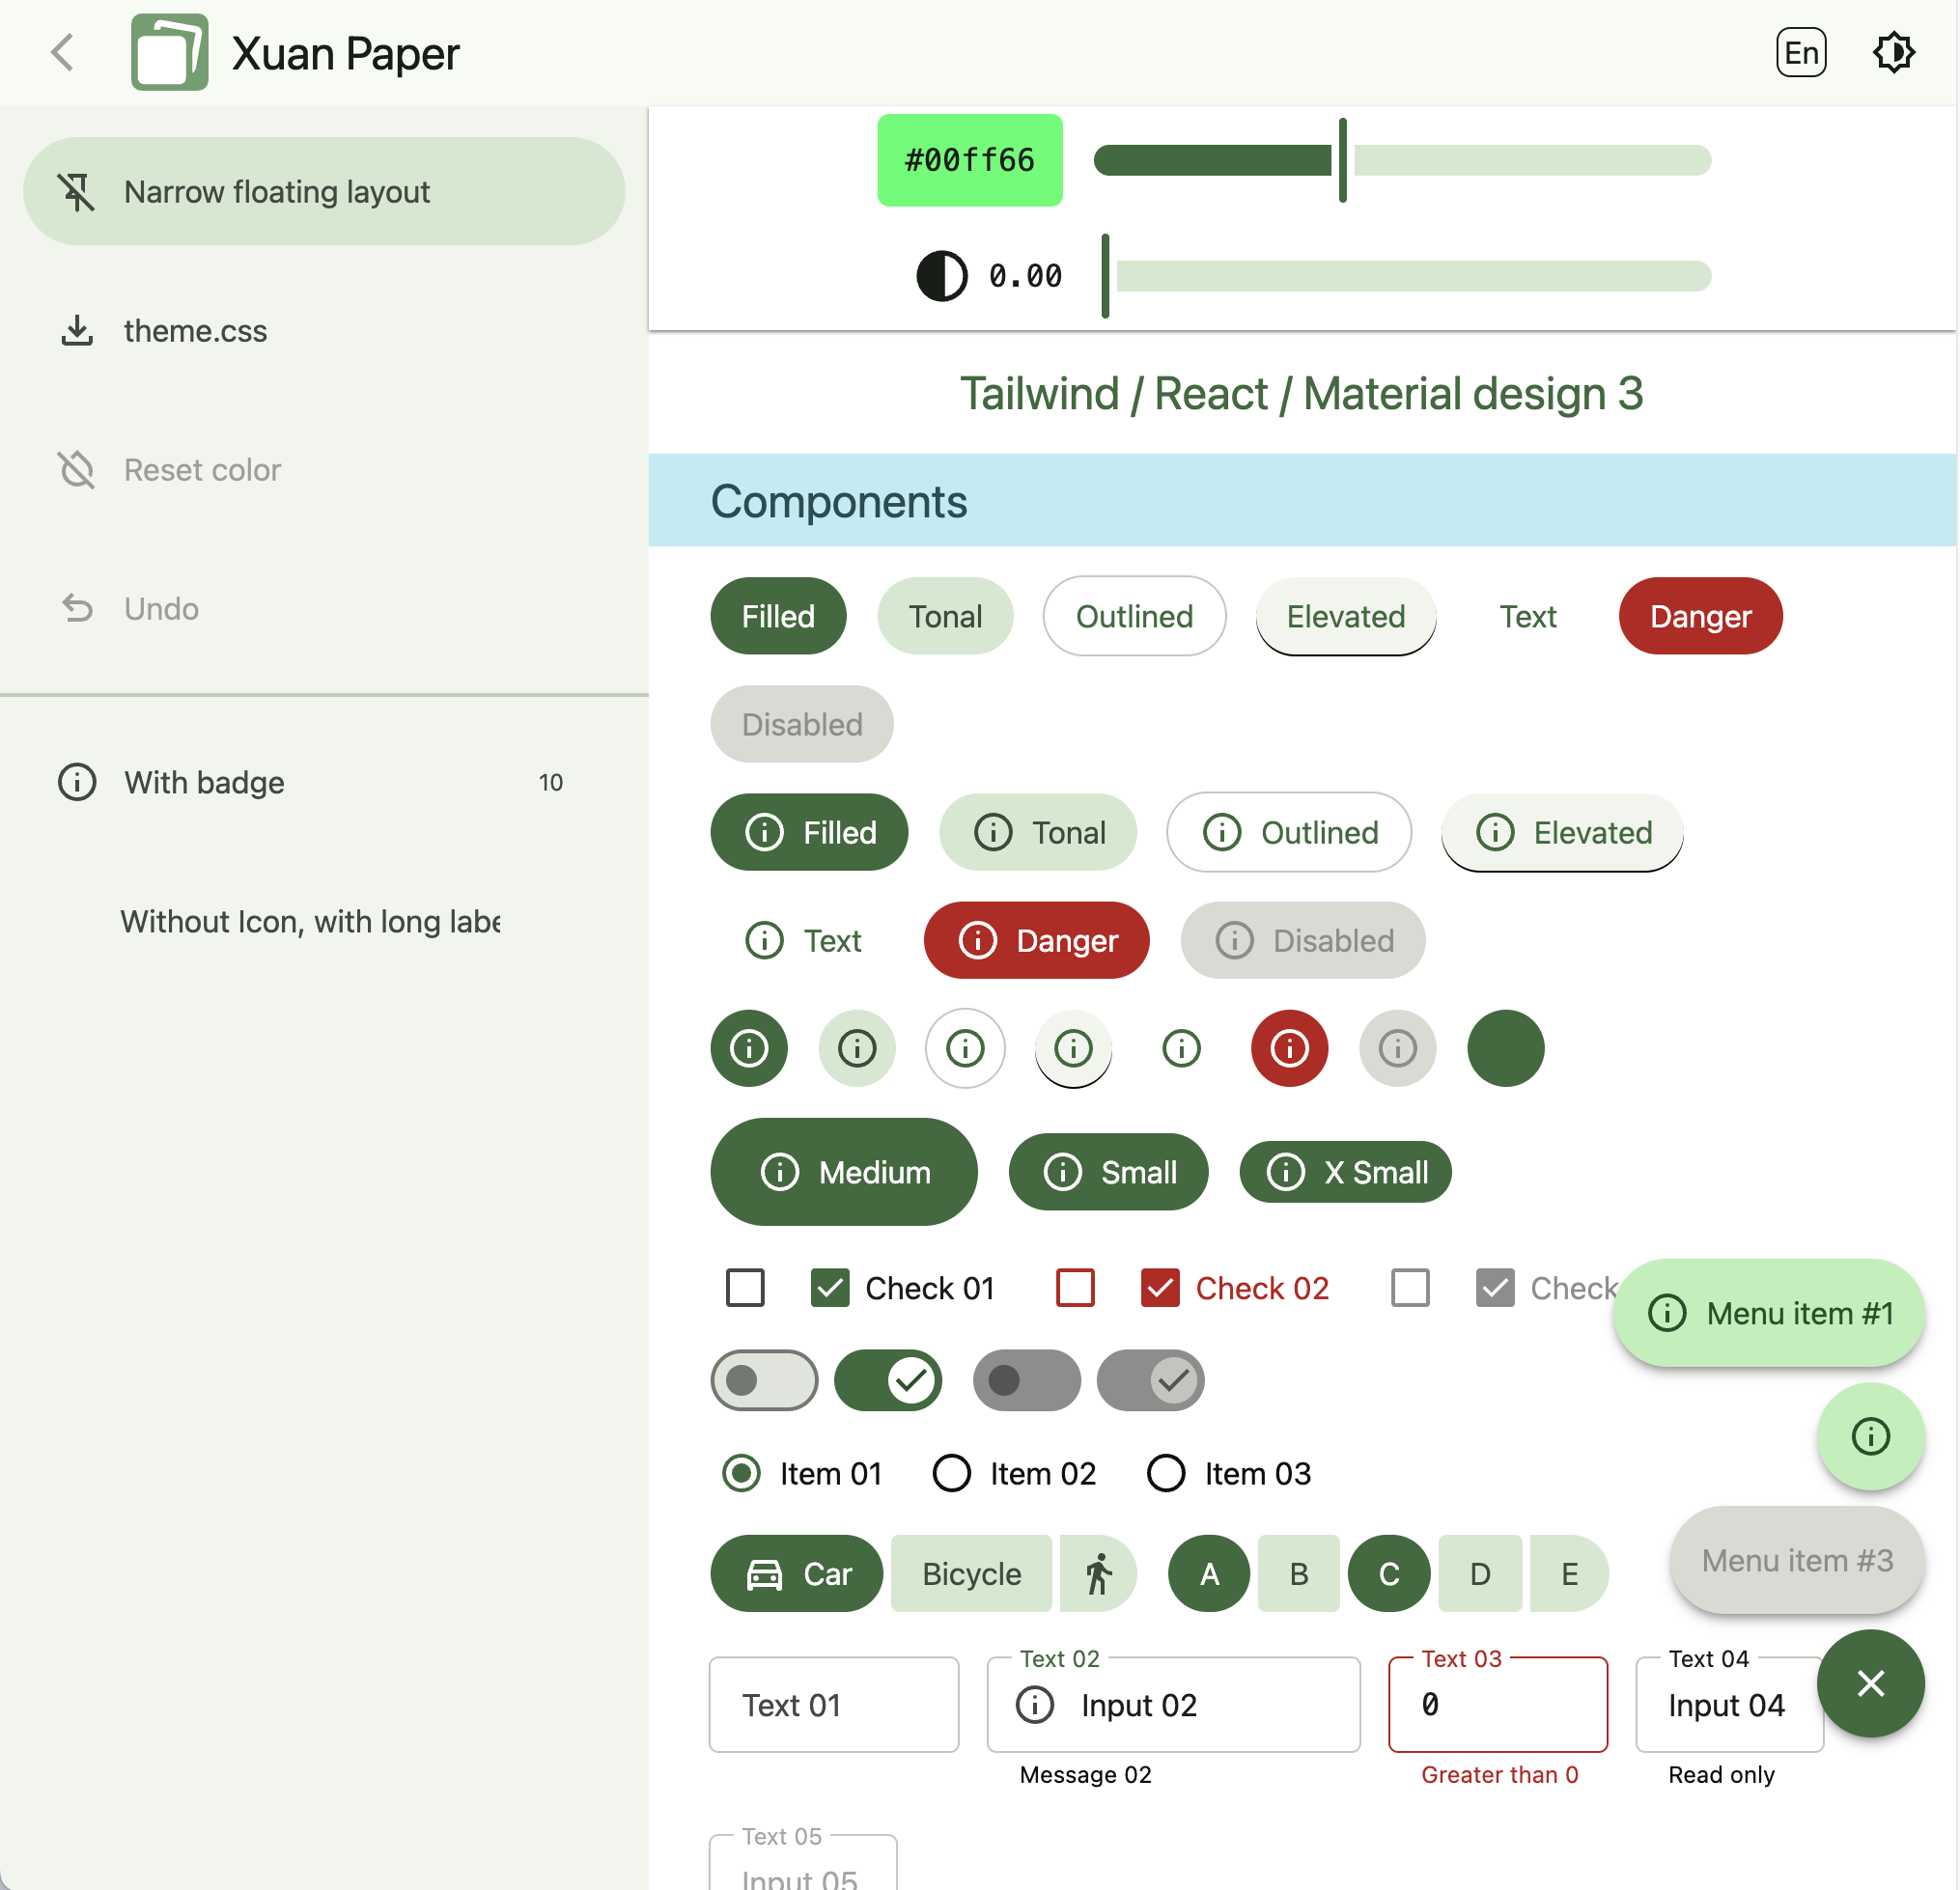 Xuan Paper
En
Narrow floating layout
theme.css
Reset color
Undo
With badge
10
Without Icon, with long labe
#00ff66
0.00
Tailwind / React / Material design 3
Components
Filled
Tonal
Outlined
Elevated
Text
Danger
Disabled
Filled
Tonal
Outlined
Elevated
Text
Danger
Disabled
Medium
Small
X Small
Check 01
Check 02
Check
Menu item #1
Item 01
Item 02
Item 03
Car
Bicycle
A
B
C
D
E
Menu item #3
Text 01
Text 02
Input 02
Message 02
Text 03
0
Greater than 0
Text 04
Input 04
Read only
Text 05
Input 05